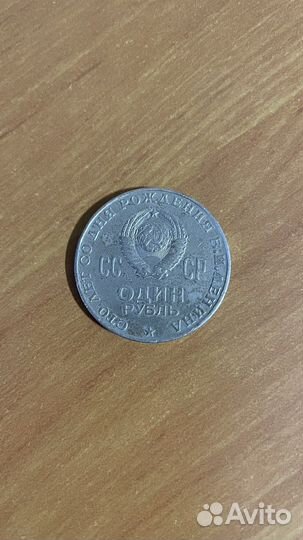 СТО ЛЕТ СО ДНЯ РОЖДЕНИЯ В.И.ЛЕНИНА
СС СР
ОДИН
РУБЛЬ
Avito